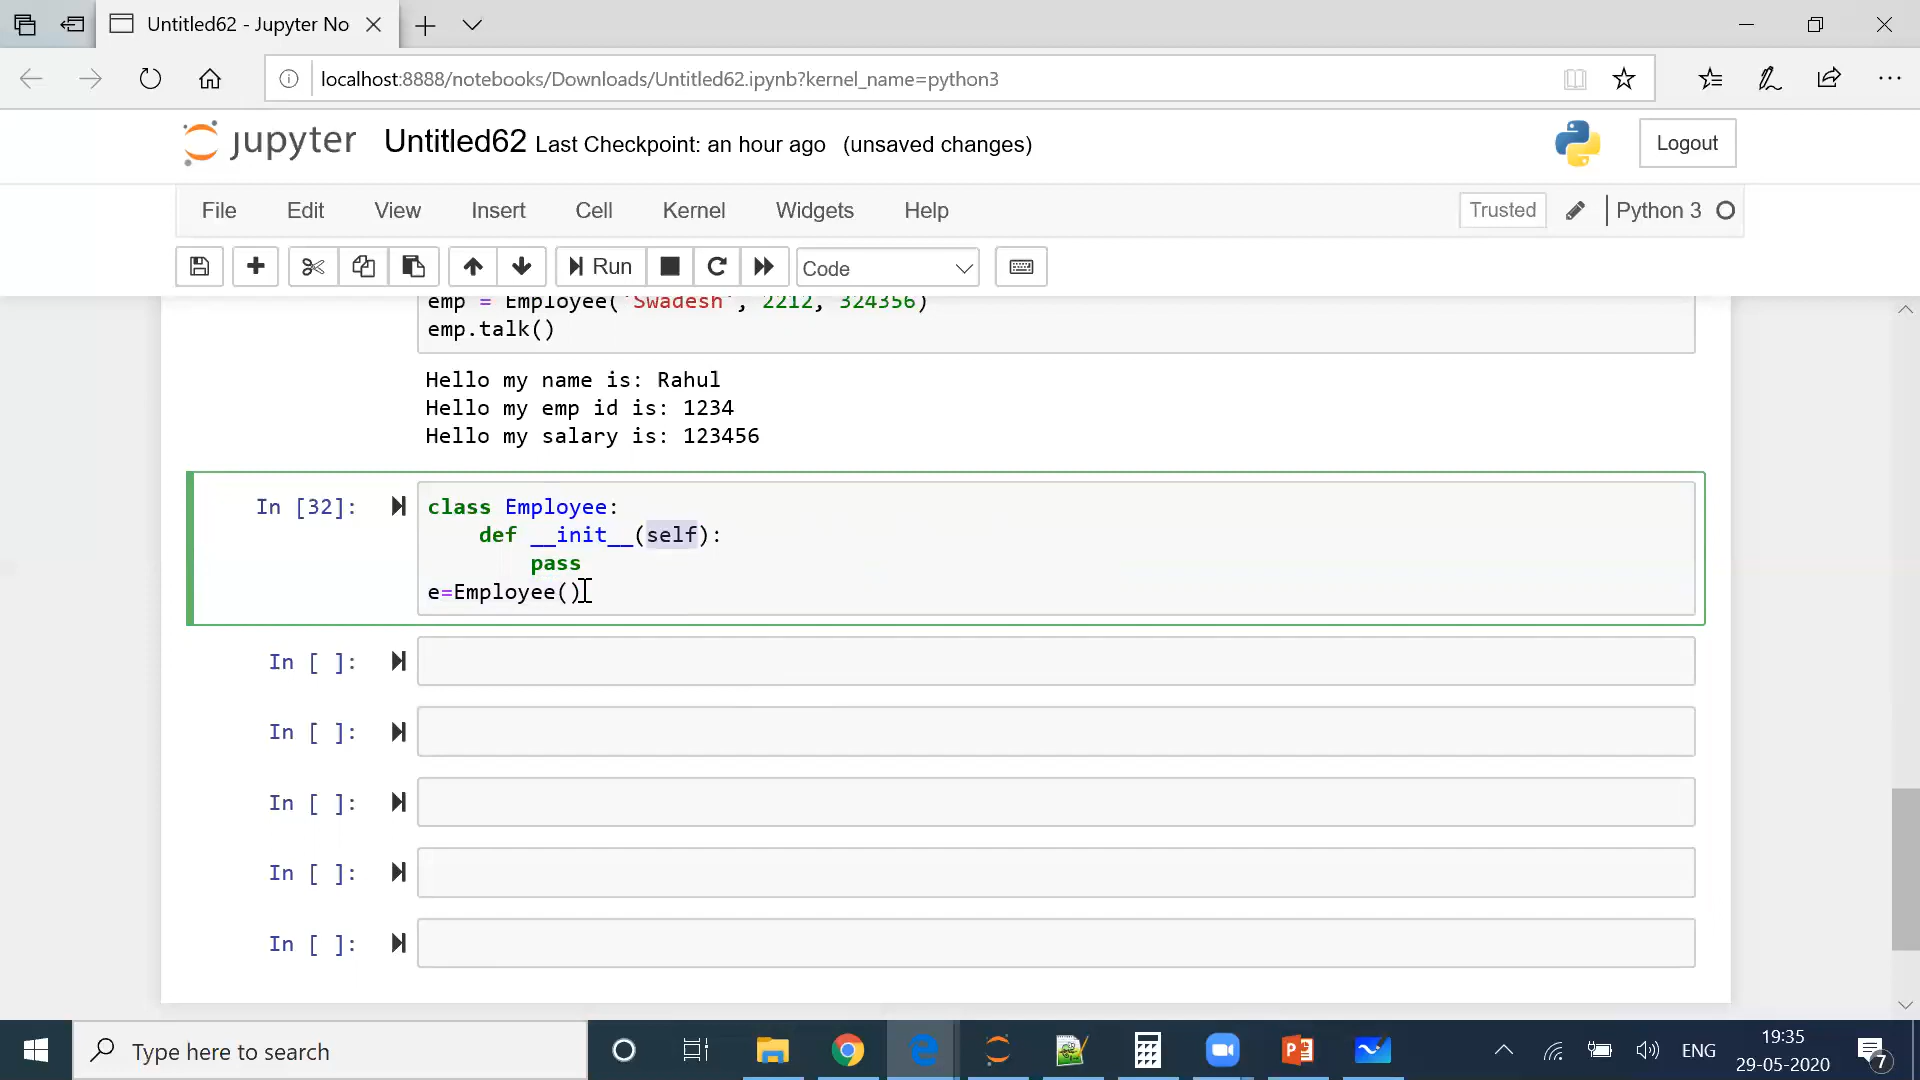 Untitled62 - Jupyter No
localhost:8888/notebooks/Downloads/Untitled62.ipynb?kernel_name=python3
jupyter Untitled62 Last Checkpoint: an hour ago (unsaved changes)
Logout
File Edit View Insert Cell Kernel Widgets Help
Trusted Python 3
Run Code
emp = Employee('Swadesh', 2212, 324356)
emp.talk()
Hello my name is: Rahul
Hello my emp id is: 1234
Hello my salary is: 123456
In [32]: class Employee:
def __init__(self):
pass
e=Employee()
In [ ]:
In [ ]:
In [ ]:
In [ ]:
In [ ]:
Type here to search
ENG
19:35
29-05-2020
7